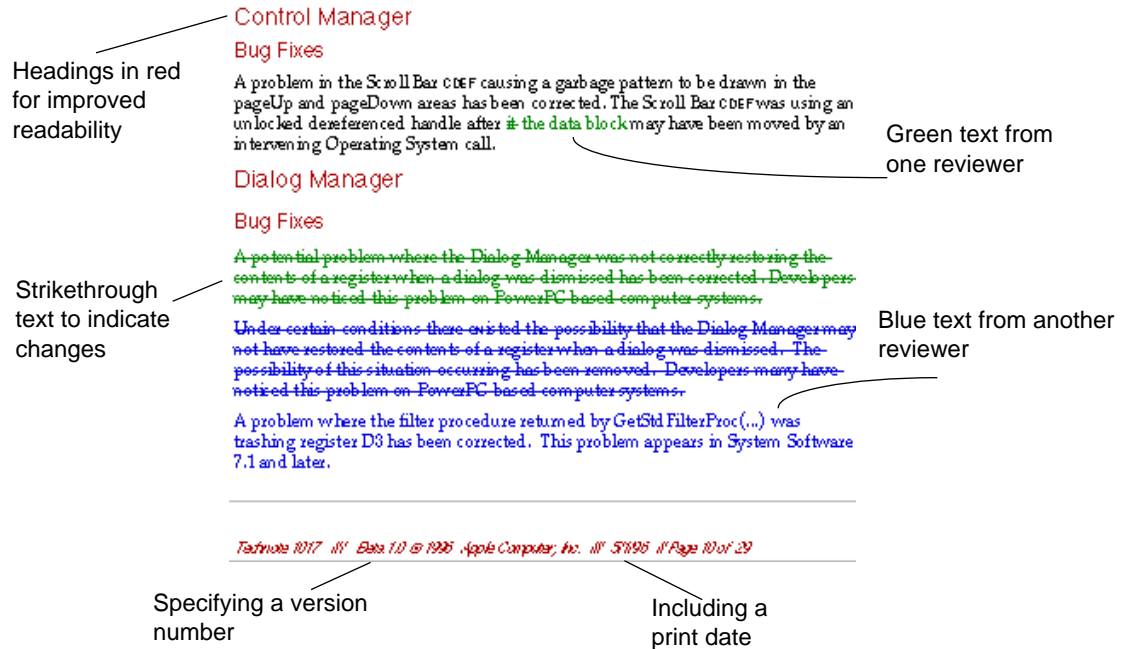 Control Manager
Bug Fixes
Headings in red
for improved
readability
A problem in the Scroll Bar CDEF causing a garbage pattern to be drawn in the
pageUp and pageDown areas has been corrected. The Scroll Bar CDEF was using an
unlocked dereferenced handle after it the data block may have been moved by an
intervening Operating System call.
Green text from
one reviewer
Dialog Manager
Bug Fixes
A potential problem where the Dialog Manager was not correctly restoring the
contents of a register when a dialog was dismissed has been corrected. Developers
may have noticed this problem on PowerPC based computer systems.
Strikethrough
text to indicate
changes
Under certain conditions there existed the possibility that the Dialog Manager may
not have restored the contents of a register when a dialog was dismissed. The
possibility of this situation occurring has been removed. Developers many have
noticed this problem on PowerPC based computer systems.
Blue text from another
reviewer
A problem where the filter procedure returned by GetStdFilterProc(...) was
trashing register D3 has been corrected. This problem appears in System Software
7.1 and later.
Technote 1017 /// Beta 1.0 © 1995 Apple Computer, Inc. /// // Page 10 of 29
Specifying a version
number
Including a
print date